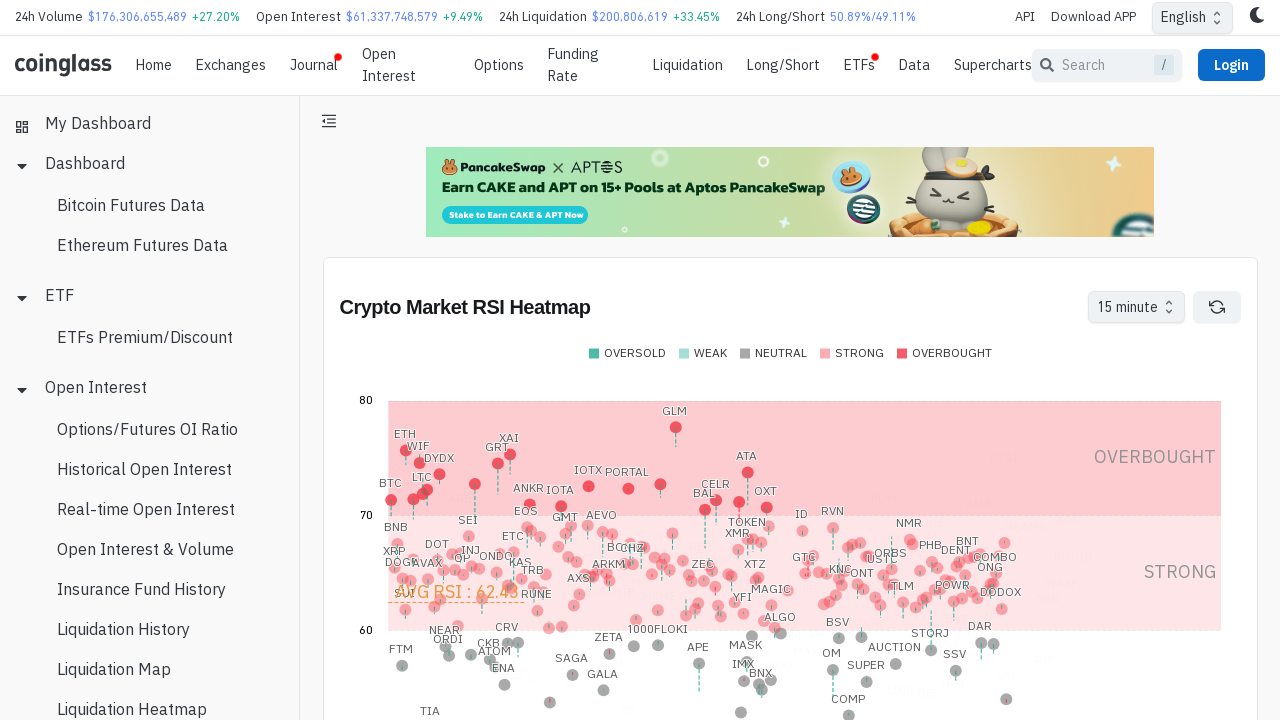 24h Volume $176,306,655,489 +27.20% Open Interest $61,337,748,579 +9.49% 24h Liquidation $200,806,619 +33.45% 24h Long/Short 50.89%/49.11% API Download APP English
coinglass Home Exchanges Journal Open Interest Options Funding Rate Liquidation Long/Short ETFs Data Supercharts Search / Login
My Dashboard
Dashboard
Bitcoin Futures Data
Ethereum Futures Data
ETF
ETFs Premium/Discount
Open Interest
Options/Futures OI Ratio
Historical Open Interest
Real-time Open Interest
Open Interest & Volume
Insurance Fund History
Liquidation History
Liquidation Map
Liquidation Heatmap
PancakeSwap × APTOS
Earn CAKE and APT on 15+ Pools at Aptos PancakeSwap
Stake to Earn CAKE & APT Now
Crypto Market RSI Heatmap
15 minute
OVERSOLD WEAK NEUTRAL STRONG OVERBOUGHT
80
GLM
ETH
WIF
GRT
XAI
DYDX
ATA
OVERBOUGHT
BTC
LTC
IOTX
PORTAL
ANKR
IOTA
CELR
BAL
OXT
70
BNB
SEI
EOS
GMT
AEVO
TOKEN
ID
RVN
NMR
XRP
DOT
ETC
XMR
PHB
BNT
DOGE
AVAX
INJ
ONDO
KAS
CHZ
ZEC
XTZ
GTC
USTC
DENT
COMBO
STRONG
OP
TRB
ARKM
KNC
ONT
ONG
SUI
AVG RSI : 62.43
RUNE
AXS
YFI
MAGIC
TLM
POWR
DODOX
60
NEAR
ORDI
CRV
ZETA
1000FLOKI
ALGO
BSV
STORJ
DAR
FTM
CKB
ATOM
ENA
SAGA
GALA
APE
MASK
IMX
BNX
OM
SUPER
AUCTION
SSV
COMP
TIA